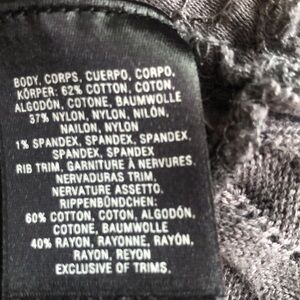 BODY, CORPS, CUERPO, CORPO,
KÖRPER: 62% COTTON, COTON,
ALGODÓN, COTONE, BAUMWOLLE
37% NYLON, NYLON, NILÓN,
NAILON, NYLON
1% SPANDEX, SPANDEX, SPANDEX,
SPANDEX, SPANDEX
RIB TRIM, GARNITURE À NERVURES,
NERVADURAS TRIM,
NERVATURE ASSETTO,
RIPPENBÜNDCHEN:
60% COTTON, COTON, ALGODÓN,
COTONE, BAUMWOLLE
40% RAYON, RAYONNE, RAYÓN,
RAYON, REYON
EXCLUSIVE OF TRIMS.